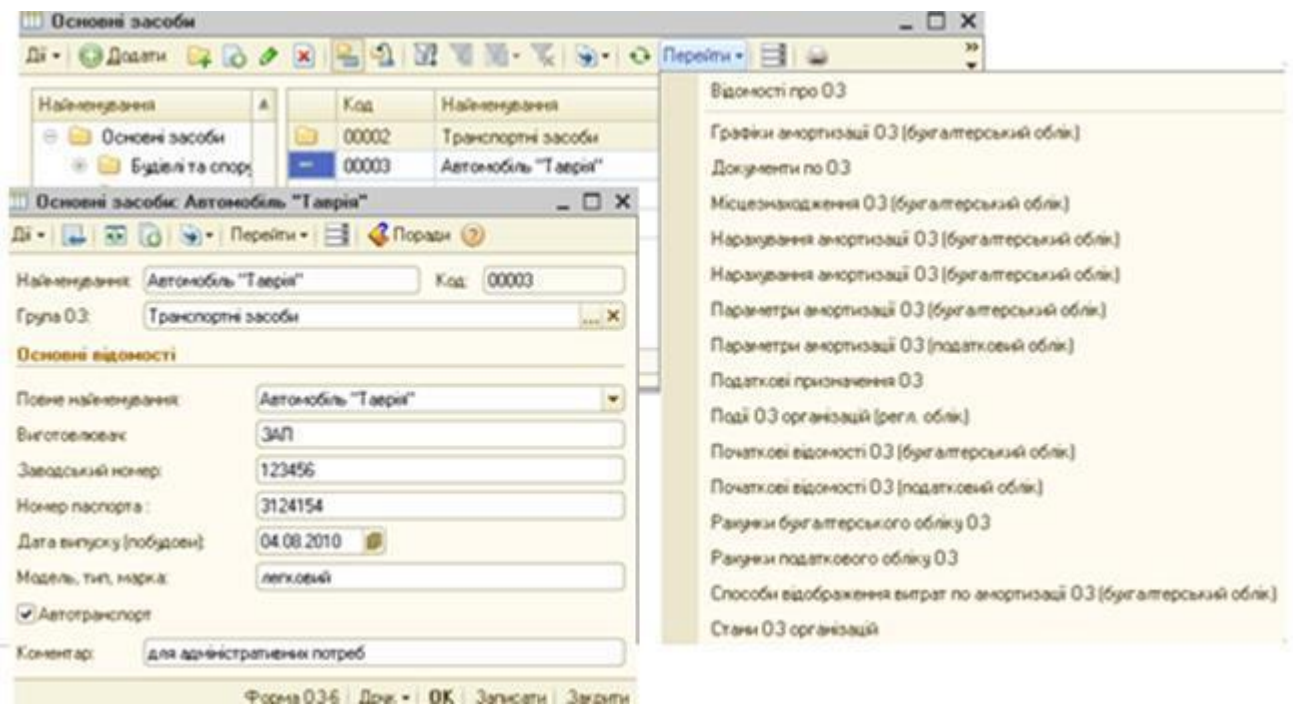 Основні засоби
Дії Додати Перейти
Найменування Код Найменування
Основні засоби 00002 Транспортні засоби
Будівлі та спору 00003 Автомобіль "Таврія"
Основні засоби: Автомобіль "Таврія"
Дії Перейти Поради
Найменування: Автомобіль "Таврія" Код: 00003
Група ОЗ: Транспортні засоби ...
Основні відомості
Повне найменування: Автомобіль "Таврія"
Виготовлювач: ЗАП
Заводський номер: 123456
Номер паспорта : 3124154
Дата випуску (побудови): 04.08.2010
Модель, тип, марка: легковий
Автотранспорт
Коментар: для адміністративних потреб
Форма ОЗ-6 Друк ОК Записати Закрити
Відомості про ОЗ
Графіки амортизації ОЗ (бухгалтерський облік)
Документи по ОЗ
Місцезнаходження ОЗ (бухгалтерський облік)
Нарахування амортизації ОЗ (бухгалтерський облік)
Нарахування амортизації ОЗ (бухгалтерський облік)
Параметри амортизації ОЗ (бухгалтерський облік)
Параметри амортизації ОЗ (податковий облік)
Податкові призначення ОЗ
Події ОЗ організацій (регл. облік)
Початкові відомості ОЗ (бухгалтерський облік)
Початкові відомості ОЗ (податковий облік)
Рахунки бухгалтерського обліку ОЗ
Рахунки податкового обліку ОЗ
Способи відображення витрат по амортизації ОЗ (бухгалтерський облік)
Стани ОЗ організацій